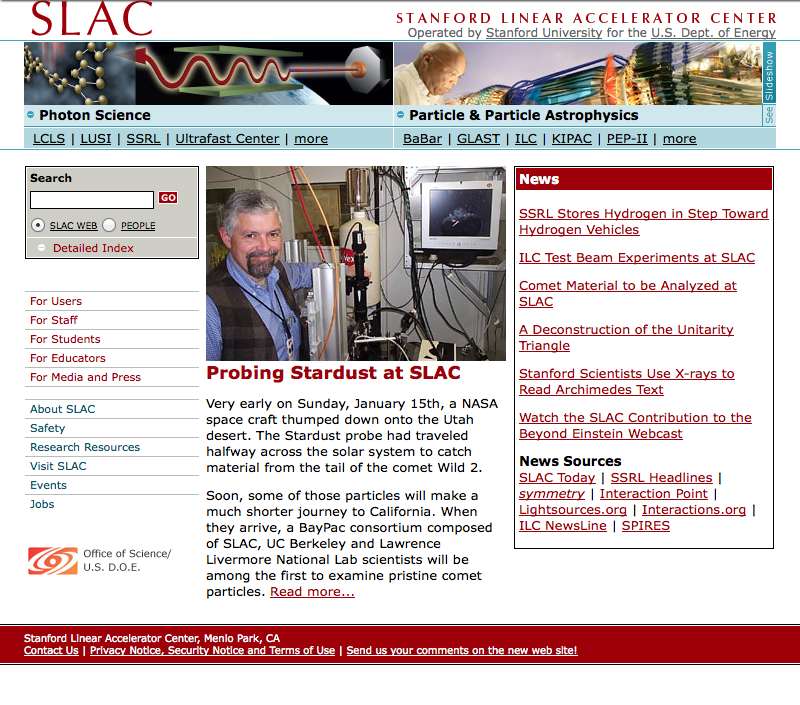 SLAC
STANFORD LINEAR ACCELERATOR CENTER
Operated by Stanford University for the U.S. Dept. of Energy
See Slideshow
Photon Science
LCLS | LUSI | SSRL | Ultrafast Center | more
Particle & Particle Astrophysics
BaBar | GLAST | ILC | KIPAC | PEP-II | more
Search
GO
SLAC WEB PEOPLE
Detailed Index
For Users
For Staff
For Students
For Educators
For Media and Press
About SLAC
Safety
Research Resources
Visit SLAC
Events
Jobs
Office of Science/
U.S. D.O.E.
Probing Stardust at SLAC
Very early on Sunday, January 15th, a NASA
space craft thumped down onto the Utah
desert. The Stardust probe had traveled
halfway across the solar system to catch
material from the tail of the comet Wild 2.
Soon, some of those particles will make a
much shorter journey to California. When
they arrive, a BayPac consortium composed
of SLAC, UC Berkeley and Lawrence
Livermore National Lab scientists will be
among the first to examine pristine comet
particles. Read more...
News
SSRL Stores Hydrogen in Step Toward
Hydrogen Vehicles
ILC Test Beam Experiments at SLAC
Comet Material to be Analyzed at
SLAC
A Deconstruction of the Unitarity
Triangle
Stanford Scientists Use X-rays to
Read Archimedes Text
Watch the SLAC Contribution to the
Beyond Einstein Webcast
News Sources
SLAC Today | SSRL Headlines |
symmetry | Interaction Point |
Lightsources.org | Interactions.org |
ILC NewsLine | SPIRES
Stanford Linear Accelerator Center, Menlo Park, CA
Contact Us | Privacy Notice, Security Notice and Terms of Use | Send us your comments on the new web site!